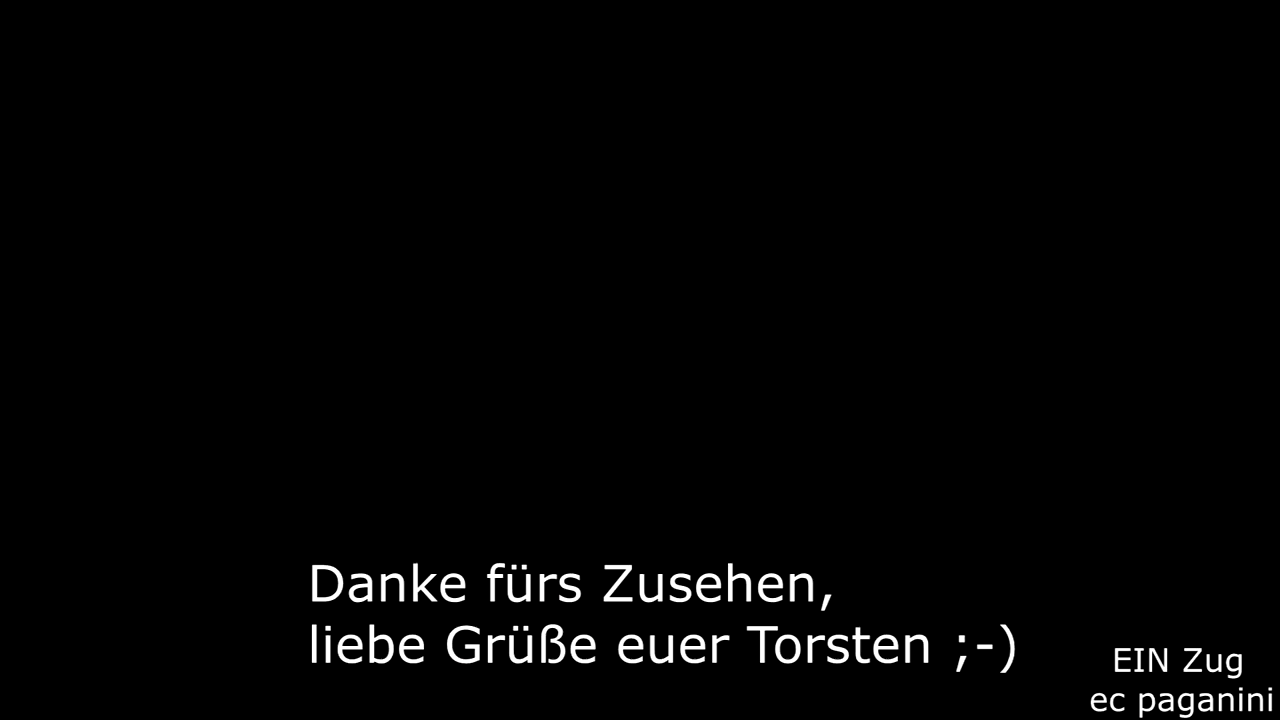 Danke fürs Zusehen,
liebe Grüße euer Torsten ;-)
EIN Zug
ec paganini